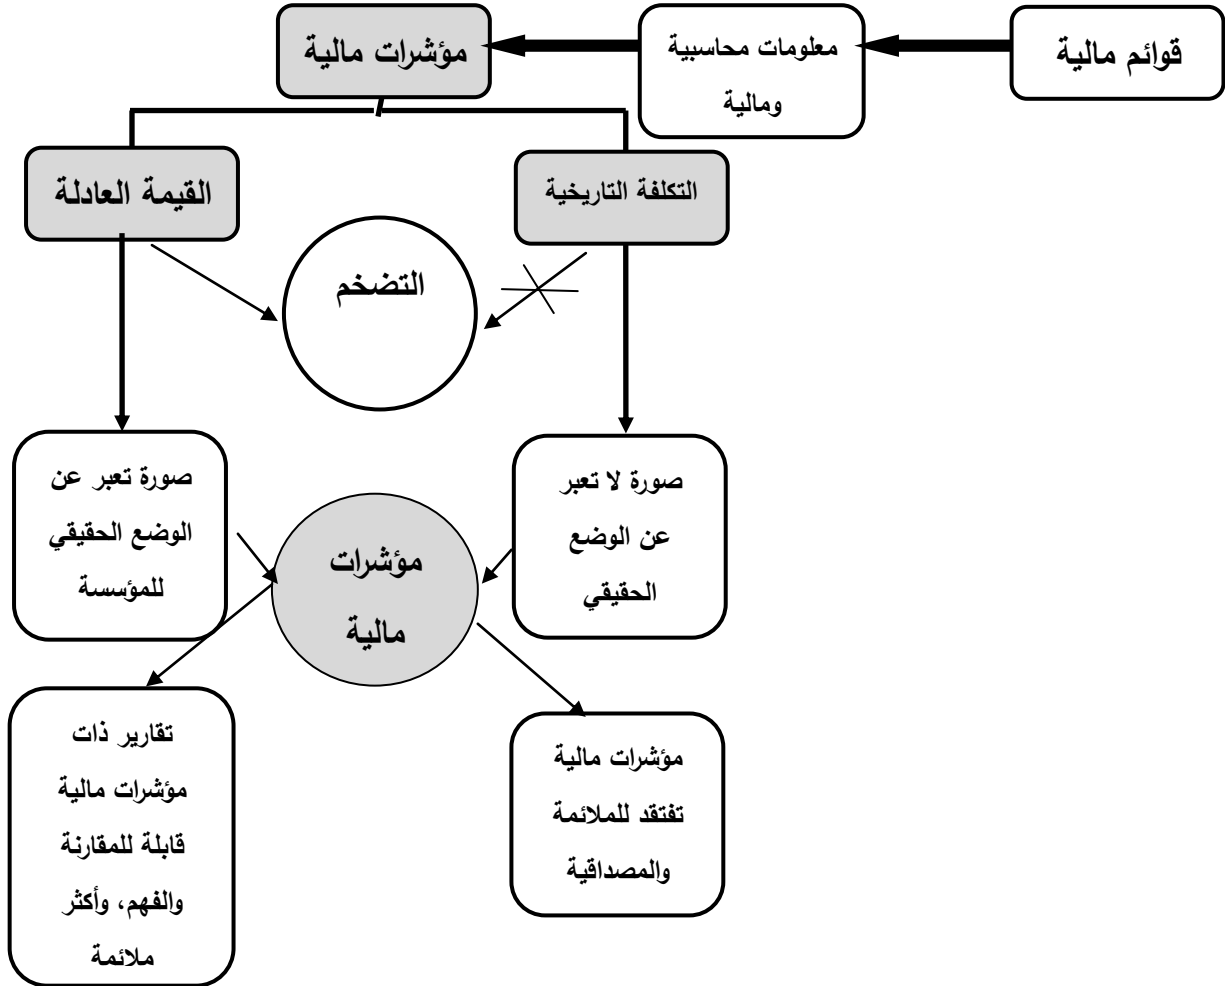 قوائم مالية
معلومات محاسبية
ومالية
مؤشرات مالية
التكلفة التاريخية
القيمة العادلة
التضخم
صورة لا تعبر
عن الوضع
الحقيقي
صورة تعبر عن
الوضع الحقيقي
للمؤسسة
مؤشرات
مالية
مؤشرات مالية
تفتقد للملائمة
والمصداقية
تقارير ذات
مؤشرات مالية
قابلة للمقارنة
والفهم، وأكثر
ملائمة